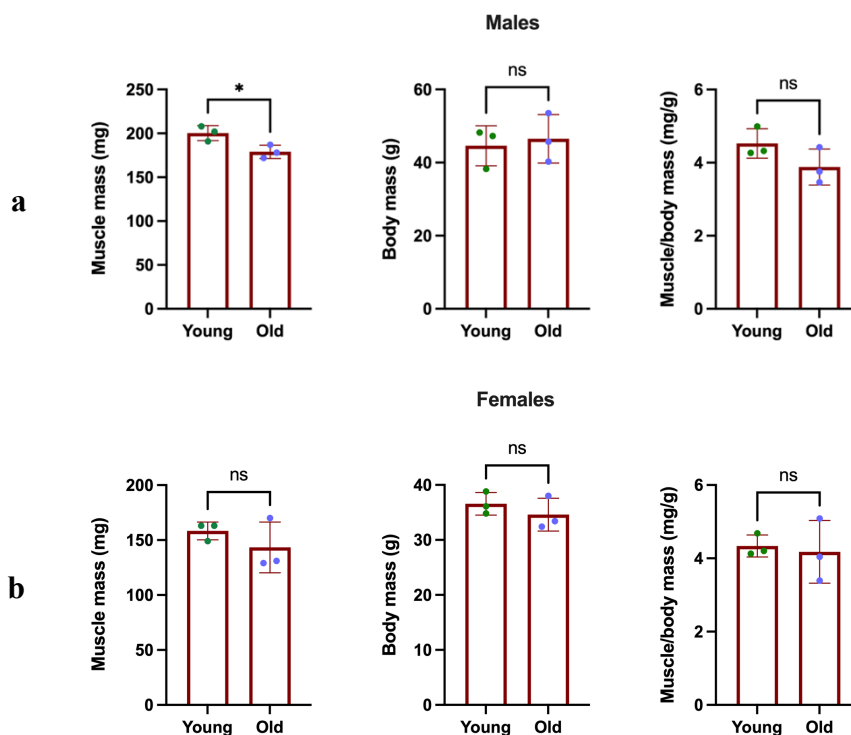 Males
a
Muscle mass (mg)
250
200
150
100
50
0
*
Young Old
Body mass (g)
60
40
20
0
ns
Young Old
Muscle/body mass (mg/g)
6
4
2
0
ns
Young Old
Females
b
Muscle mass (mg)
200
150
100
50
0
ns
Young Old
Body mass (g)
40
30
20
10
0
ns
Young Old
Muscle/body mass (mg/g)
6
4
2
0
ns
Young Old